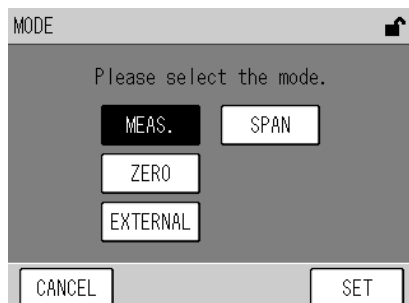 MODE
Please select the mode.
MEAS. SPAN
ZERO
EXTERNAL
CANCEL SET